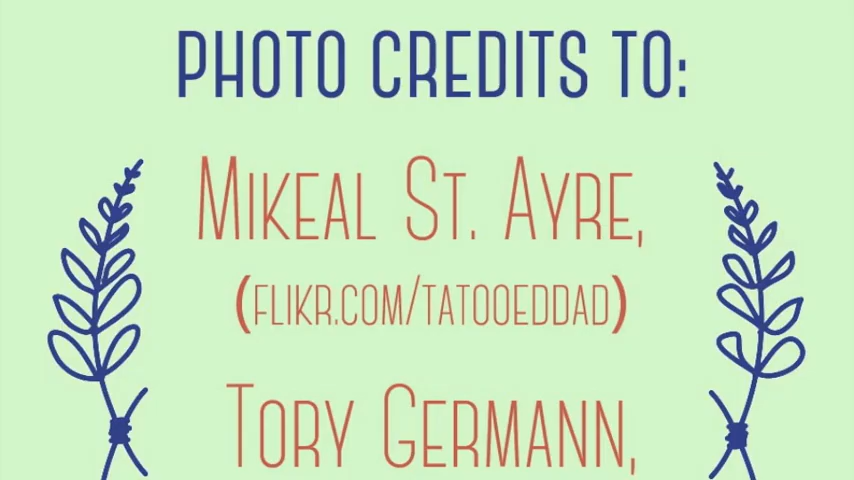 PHOTO CREDITS TO:
MIKEAL ST. AYRE,
(FLIKR.COM/TATOOEDDAD)
TORY GERMANN,